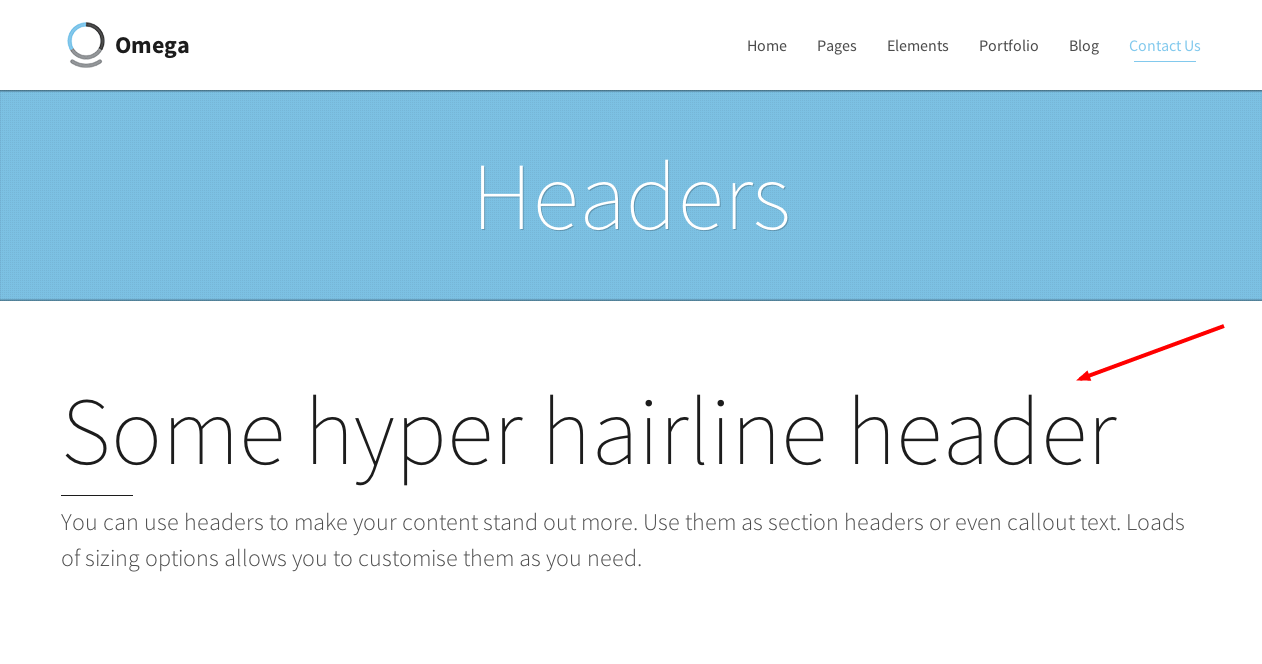 Omega
Home Pages Elements Portfolio Blog Contact Us
Headers
Some hyper hairline header
You can use headers to make your content stand out more. Use them as section headers or even callout text. Loads
of sizing options allows you to customise them as you need.